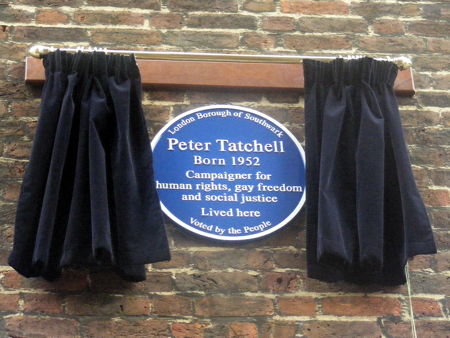 London Borough of Southwark
Peter Tatchell
Born 1952
Campaigner for
human rights, gay freedom
and social justice
Lived here
Voted by the People